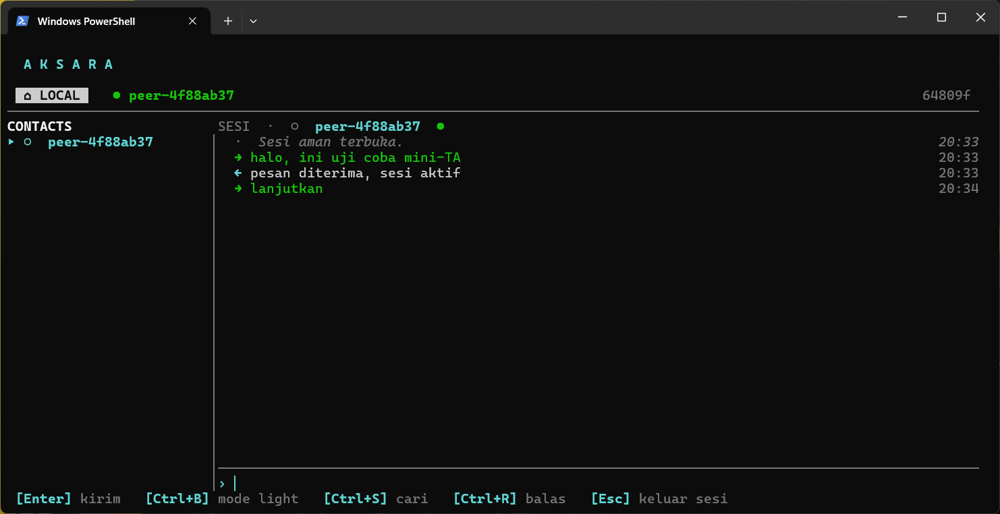 Windows PowerShell
A K S A R A
⌂ LOCAL ● peer-4f88ab37 64809f
CONTACTS
▶ ○ peer-4f88ab37
SESI · ○ peer-4f88ab37 ●
· Sesi aman terbuka. 20:33
→ halo, ini uji coba mini-TA 20:33
← pesan diterima, sesi aktif 20:33
→ lanjutkan 20:34
›
[Enter] kirim [Ctrl+B] mode light [Ctrl+S] cari [Ctrl+R] balas [Esc] keluar sesi